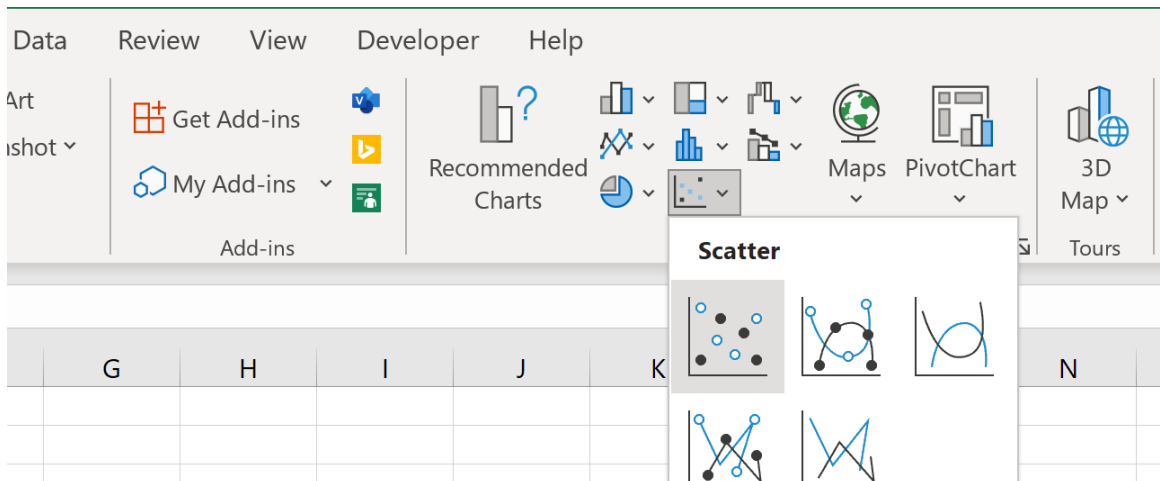 Data Review View Developer Help
Art
nshot
Get Add-ins
My Add-ins
Add-ins
Recommended
Charts
Maps
PivotChart
3D
Map
Tours
Scatter
G H I J K N